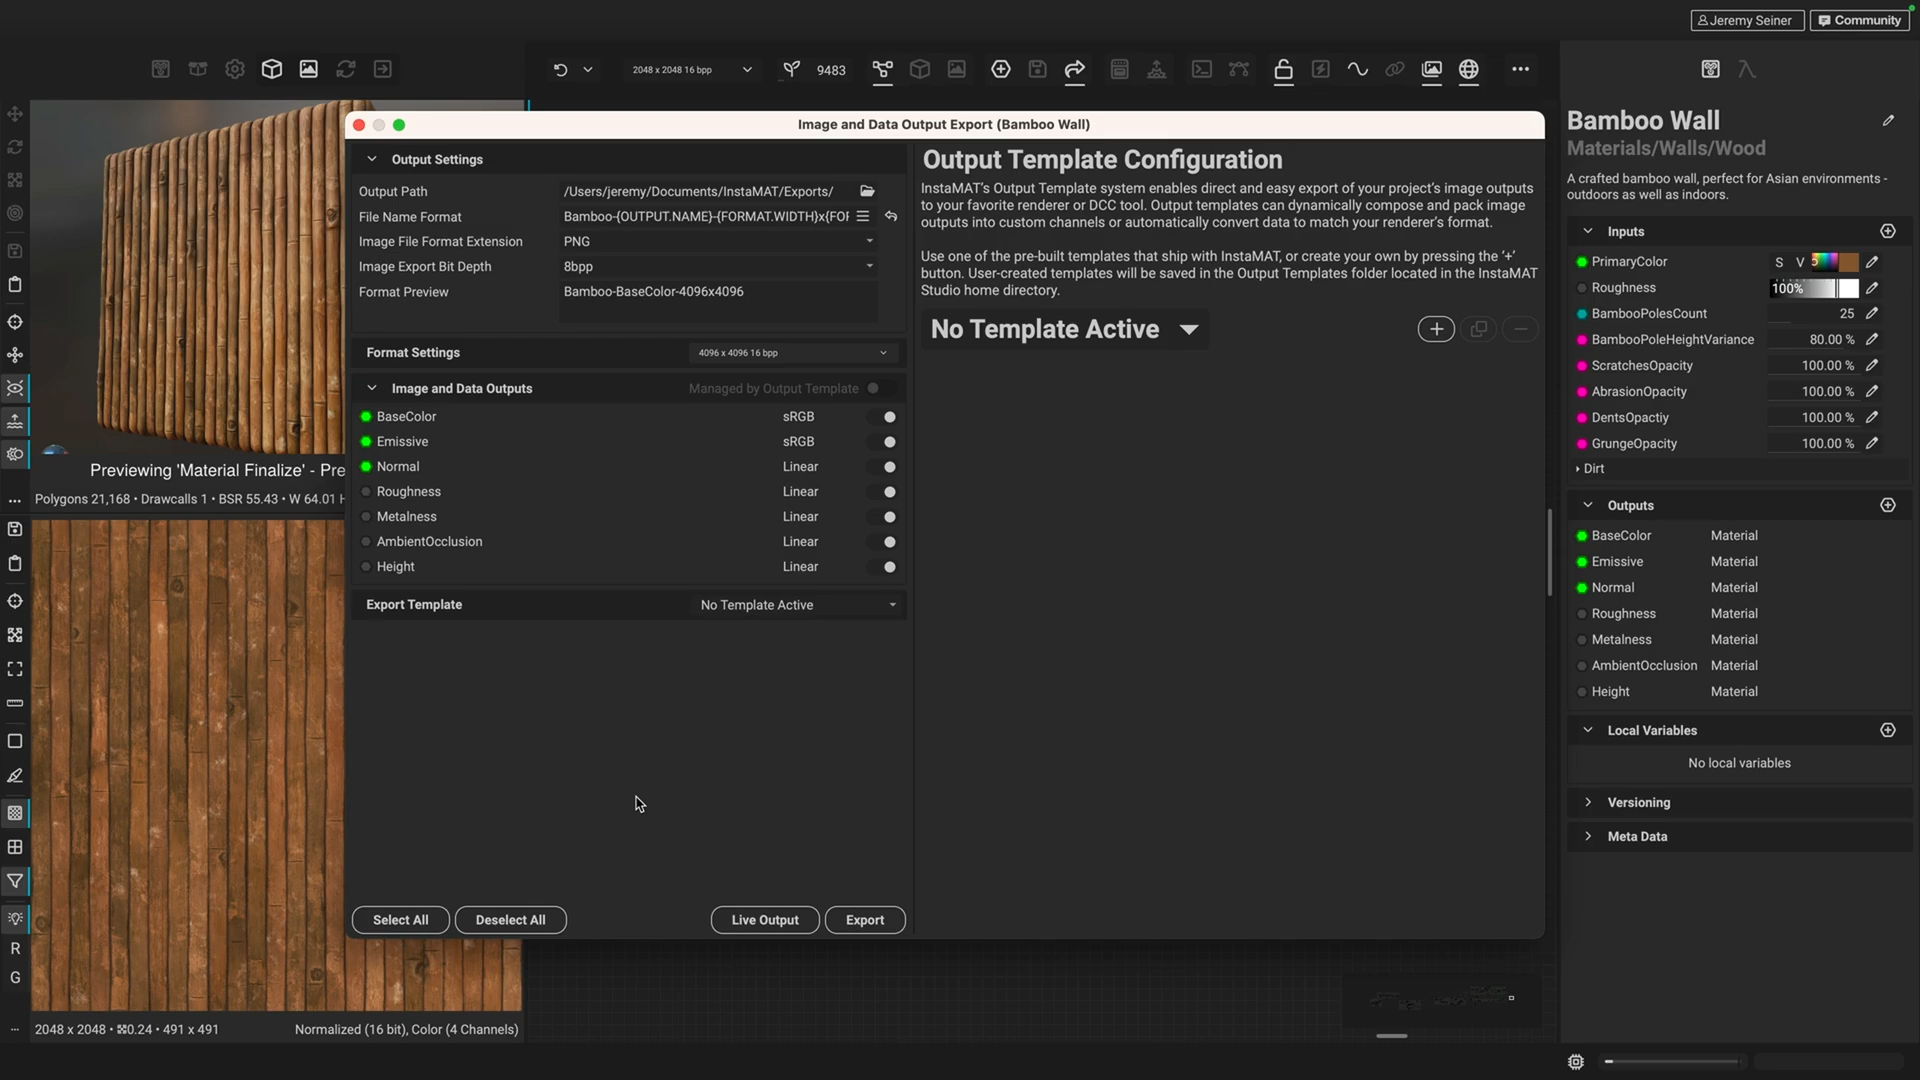 Jeremy Seiner
Community
2048 x 2048 16 bpp
9483
Image and Data Output Export (Bamboo Wall)
Output Settings
Output Path
/Users/jeremy/Documents/InstaMAT/Exports/
File Name Format
Bamboo-{OUTPUT.NAME}-{FORMAT.WIDTH}x{FOR
Image File Format Extension
PNG
Image Export Bit Depth
8bpp
Format Preview
Bamboo-BaseColor-4096x4096
Format Settings
4096 x 4096 16 bpp
Image and Data Outputs
Managed by Output Template
BaseColor
sRGB
Emissive
sRGB
Normal
Linear
Roughness
Linear
Metalness
Linear
AmbientOcclusion
Linear
Height
Linear
Export Template
No Template Active
Select All
Deselect All
Live Output
Export
Output Template Configuration
InstaMAT's Output Template system enables direct and easy export of your project's image outputs
to your favorite renderer or DCC tool. Output templates can dynamically compose and pack image
outputs into custom channels or automatically convert data to match your renderer's format.
Use one of the pre-built templates that ship with InstaMAT, or create your own by pressing the '+'
button. User-created templates will be saved in the Output Templates folder located in the InstaMAT
Studio home directory.
No Template Active
Previewing 'Material Finalize' - Pre
Polygons 21,168 • Drawcalls 1 • BSR 55.43 • W 64.01 H
R
G
2048 x 2048 • 0.24 • 491 x 491
Normalized (16 bit), Color (4 Channels)
Bamboo Wall
Materials/Walls/Wood
A crafted bamboo wall, perfect for Asian environments -
outdoors as well as indoors.
Inputs
PrimaryColor
S V
Roughness
100%
BambooPolesCount
25
BambooPoleHeightVariance
80.00 %
ScratchesOpacity
100.00 %
AbrasionOpacity
100.00 %
DentsOpactiy
100.00 %
GrungeOpacity
100.00 %
Dirt
Outputs
BaseColor
Material
Emissive
Material
Normal
Material
Roughness
Material
Metalness
Material
AmbientOcclusion
Material
Height
Material
Local Variables
No local variables
Versioning
Meta Data